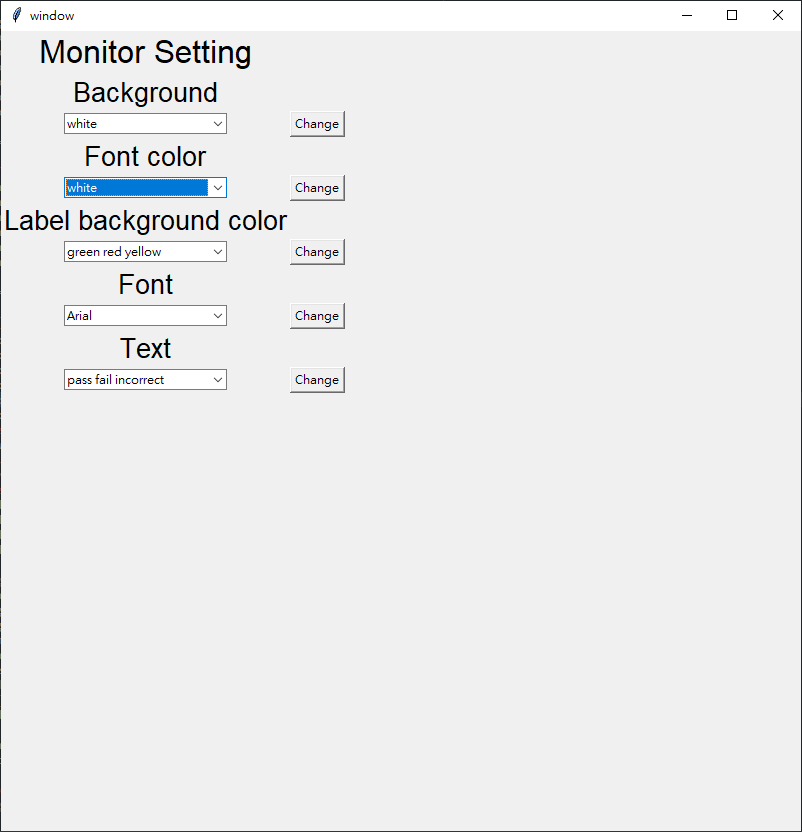 window
Monitor Setting
Background
white Change
Font color
white Change
Label background color
green red yellow Change
Font
Arial Change
Text
pass fail incorrect Change